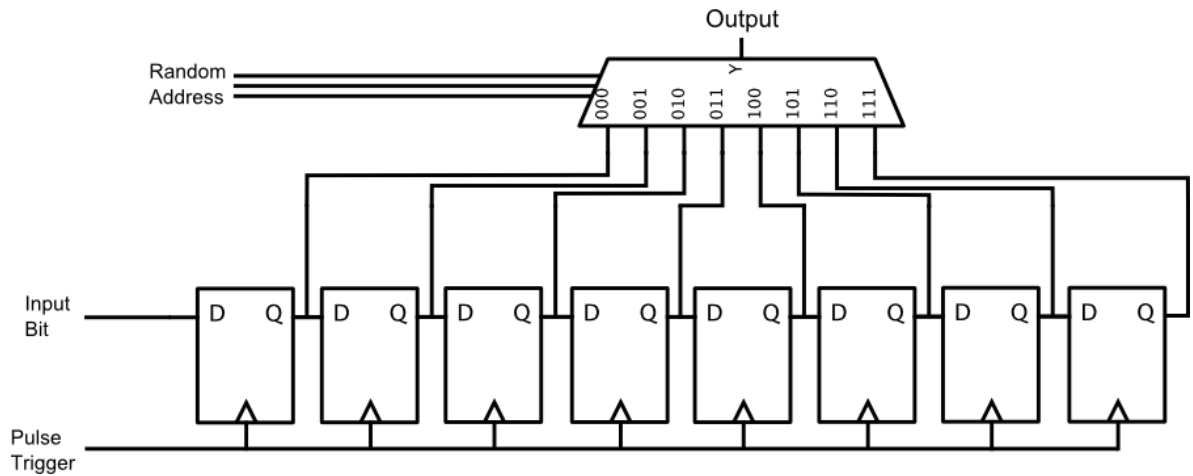 Output
Random
Address
Y
000 001 010 011 100 101 110 111
Input
Bit
D Q D Q D Q D Q D Q D Q D Q D Q
Pulse
Trigger